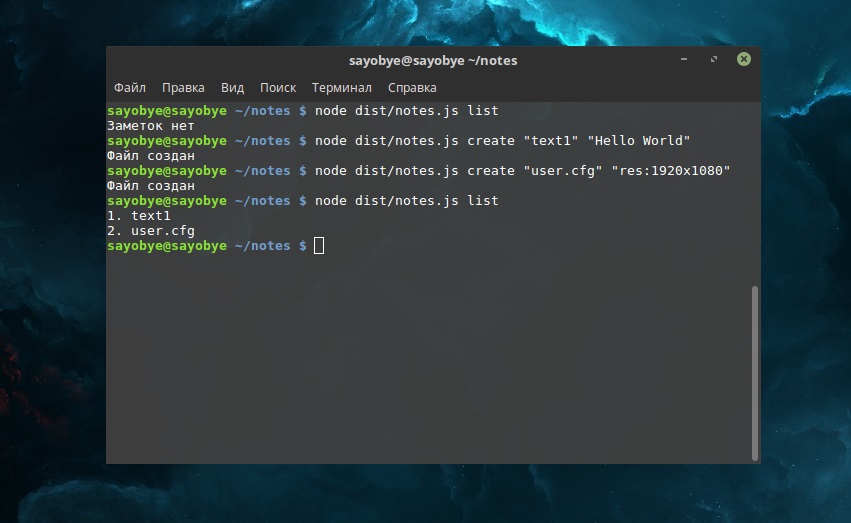 sayobye@sayobye ~/notes
Файл Правка Вид Поиск Терминал Справка
sayobye@sayobye ~/notes $ node dist/notes.js list
Заметок нет
sayobye@sayobye ~/notes $ node dist/notes.js create "text1" "Hello World"
Файл создан
sayobye@sayobye ~/notes $ node dist/notes.js create "user.cfg" "res:1920x1080"
Файл создан
sayobye@sayobye ~/notes $ node dist/notes.js list
1. text1
2. user.cfg
sayobye@sayobye ~/notes $